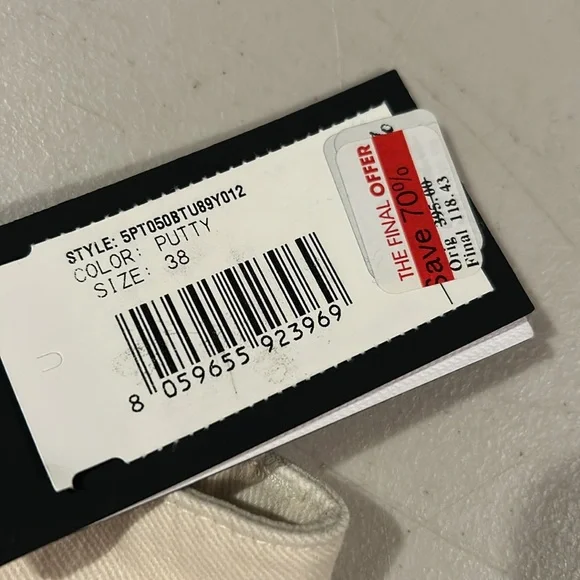 STYLE: 5PT050BTU89Y012
COLOR: PUTTY
SIZE: 38
8 059655 923969
THE FINAL OFFER
Save 70%
Orig 395.00
Final 118.43